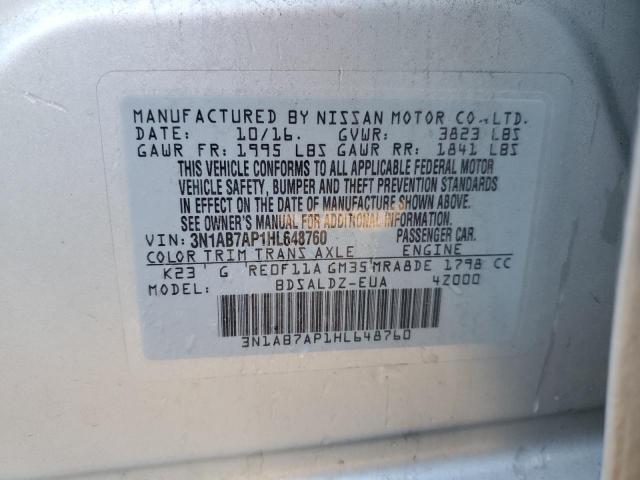 MANUFACTURED BY NISSAN MOTOR CO., LTD.
DATE: 10/16. GVWR: 3823 LBS
GAWR FR: 1995 LBS GAWR RR: 1841 LBS
THIS VEHICLE CONFORMS TO ALL APPLICABLE FEDERAL MOTOR
VEHICLE SAFETY, BUMPER AND THEFT PREVENTION STANDARDS
IN EFFECT ON THE DATE OF MANUFACTURE SHOWN ABOVE.
SEE OWNER'S MANUAL FOR ADDITIONAL INFORMATION
VIN: 3N1AB7AP1HL648760 PASSENGER CAR.
COLOR TRIM TRANS AXLE ENGINE
K23 G RE0F11A GM35 MRA8DE 1798 CC
MODEL: BDSALDZ-EUA 4Z000
3N1AB7AP1HL648760